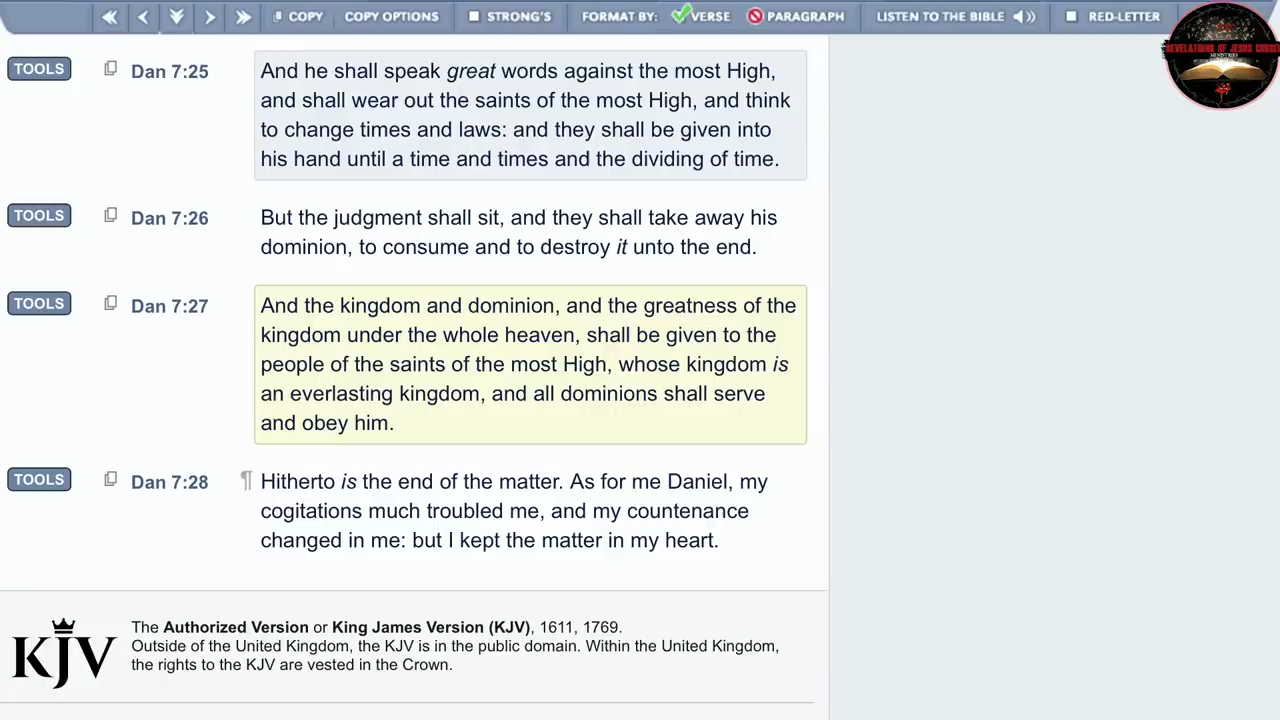 COPY COPY OPTIONS STRONG'S FORMAT BY: VERSE PARAGRAPH LISTEN TO THE BIBLE RED-LETTER
REVELATIONS OF JESUS CHRIST
MINISTRIES
TOOLS Dan 7:25 And he shall speak great words against the most High,
and shall wear out the saints of the most High, and think
to change times and laws: and they shall be given into
his hand until a time and times and the dividing of time.
TOOLS Dan 7:26 But the judgment shall sit, and they shall take away his
dominion, to consume and to destroy it unto the end.
TOOLS Dan 7:27 And the kingdom and dominion, and the greatness of the
kingdom under the whole heaven, shall be given to the
people of the saints of the most High, whose kingdom is
an everlasting kingdom, and all dominions shall serve
and obey him.
TOOLS Dan 7:28 ¶ Hitherto is the end of the matter. As for me Daniel, my
cogitations much troubled me, and my countenance
changed in me: but I kept the matter in my heart.
KJV
The Authorized Version or King James Version (KJV), 1611, 1769.
Outside of the United Kingdom, the KJV is in the public domain. Within the United Kingdom,
the rights to the KJV are vested in the Crown.